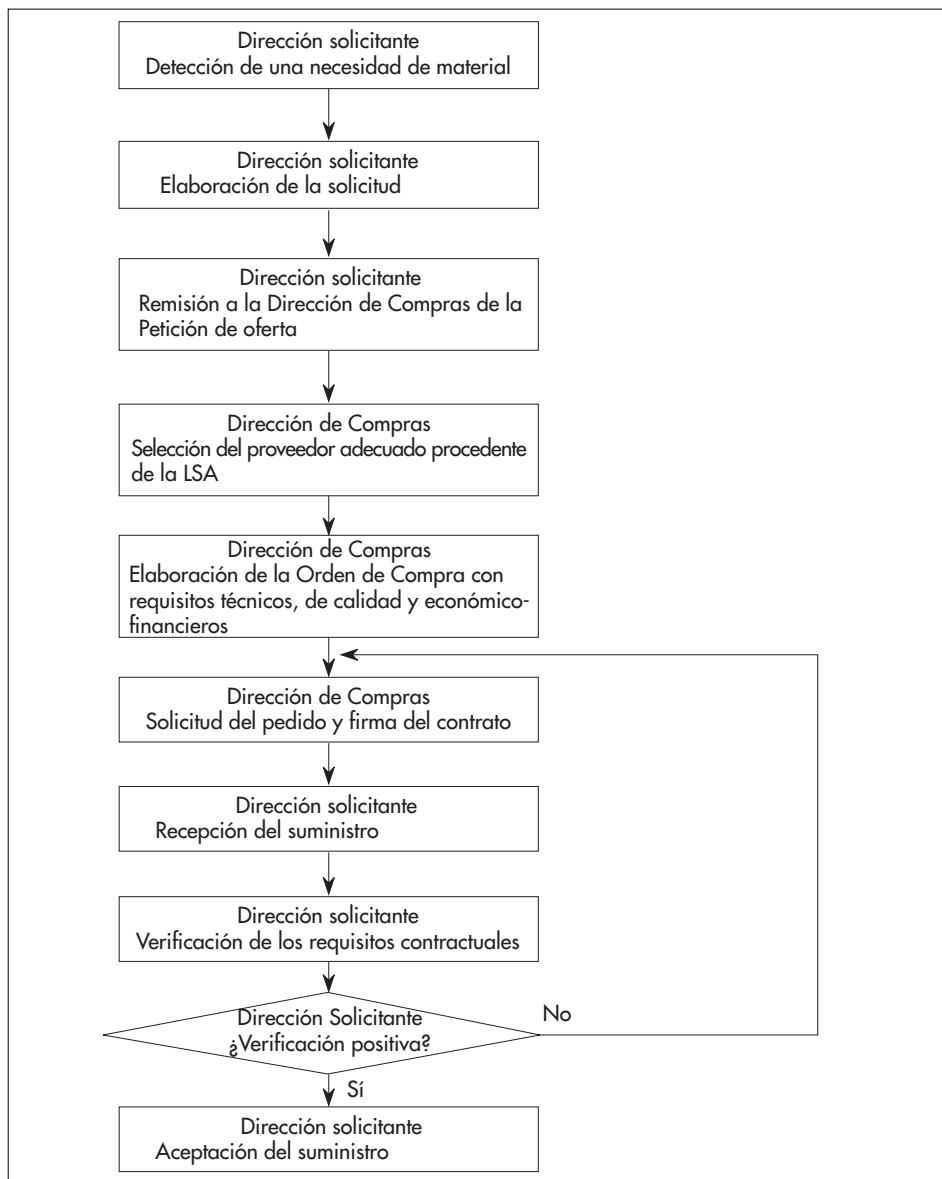 Dirección solicitante
Detección de una necesidad de material
Dirección solicitante
Elaboración de la solicitud
Dirección solicitante
Remisión a la Dirección de Compras de la
Petición de oferta
Dirección de Compras
Selección del proveedor adecuado procedente
de la LSA
Dirección de Compras
Elaboración de la Orden de Compra con
requisitos técnicos, de calidad y económico-
financieros
Dirección de Compras
Solicitud del pedido y firma del contrato
Dirección solicitante
Recepción del suministro
Dirección solicitante
Verificación de los requisitos contractuales
Dirección Solicitante
¿Verificación positiva?
No
Sí
Dirección solicitante
Aceptación del suministro